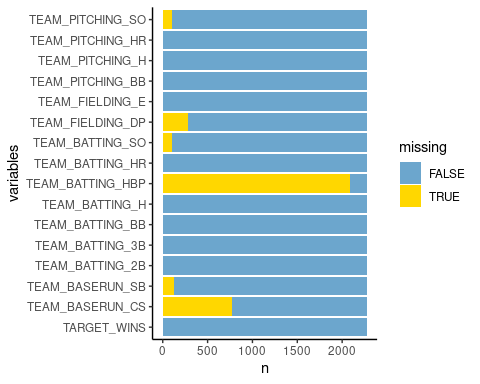 TEAM_PITCHING_SO
TEAM_PITCHING_HR
TEAM_PITCHING_H
TEAM_PITCHING_BB
TEAM_FIELDING_E
TEAM_FIELDING_DP
TEAM_BATTING_SO
TEAM_BATTING_HR
TEAM_BATTING_HBP
TEAM_BATTING_H
TEAM_BATTING_BB
TEAM_BATTING_3B
TEAM_BATTING_2B
TEAM_BASERUN_SB
TEAM_BASERUN_CS
TARGET_WINS
variables
0 500 1000 1500 2000
n
missing
FALSE
TRUE